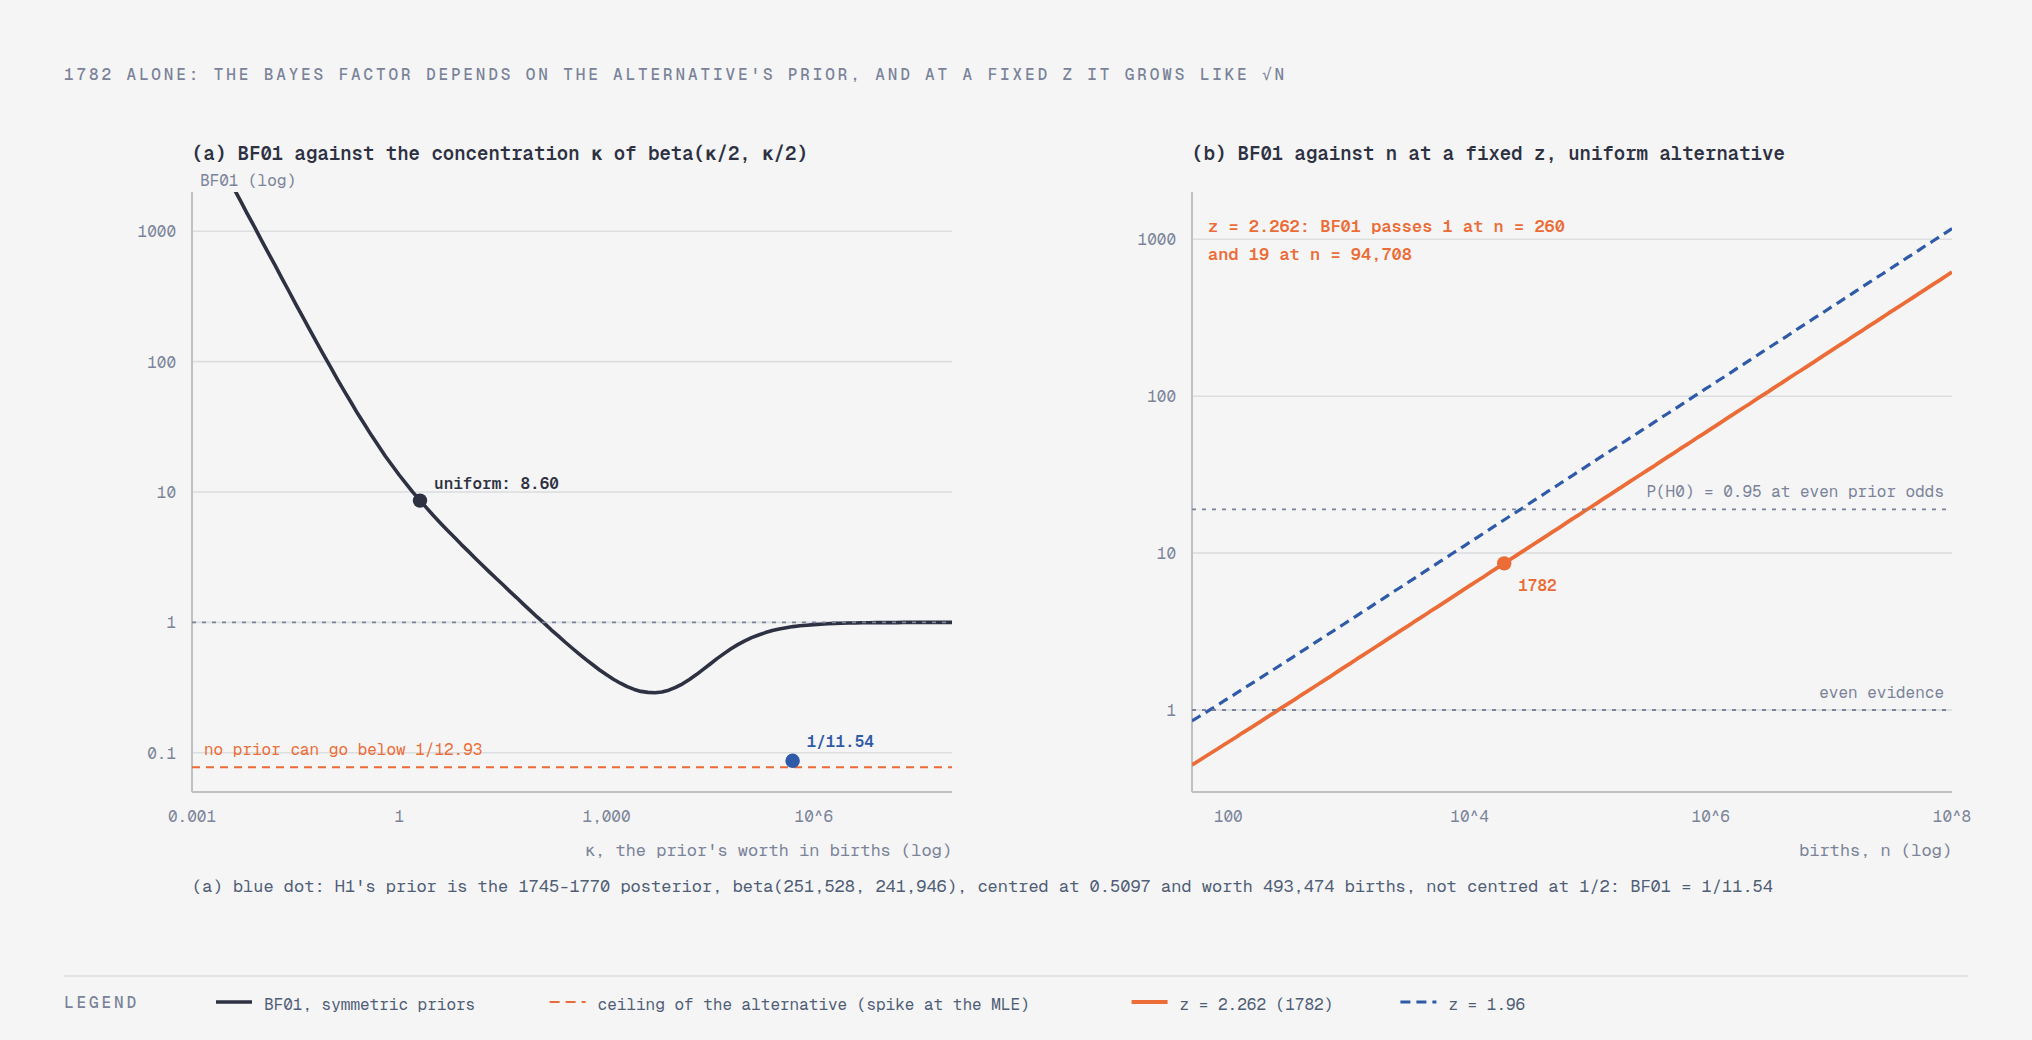 1782 ALONE: THE BAYES FACTOR DEPENDS ON THE ALTERNATIVE'S PRIOR, AND AT A FIXED Z IT GROWS LIKE √N
(a) BF01 against the concentration κ of beta(κ/2, κ/2)
BF01 (log)
1000
100
10
1
0.1
uniform: 8.60
no prior can go below 1/12.93
1/11.54
0.001
1
1,000
10^6
κ, the prior's worth in births (log)
(b) BF01 against n at a fixed z, uniform alternative
z = 2.262: BF01 passes 1 at n = 260
and 19 at n = 94,708
1000
100
10
1
P(H0) = 0.95 at even prior odds
1782
even evidence
100
10^4
10^6
10^8
births, n (log)
(a) blue dot: H1's prior is the 1745-1770 posterior, beta(251,528, 241,946), centred at 0.5097 and worth 493,474 births, not centred at 1/2: BF01 = 1/11.54
LEGEND
BF01, symmetric priors
ceiling of the alternative (spike at the MLE)
z = 2.262 (1782)
z = 1.96